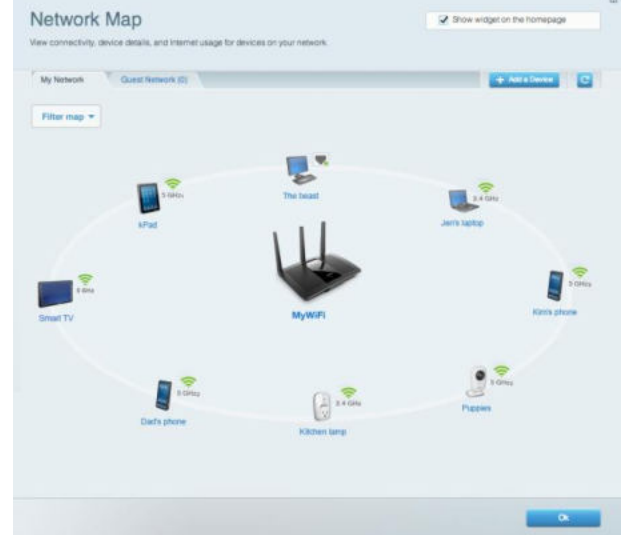 Network Map
Show widget on the homepage
View connectivity, device details, and Internet usage for devices on your network.
My Network
Guest Network (0)
+ Add a Device
Filter map
The beast
5 GHz
kPad
2.4 GHz
Jen's laptop
MyWiFi
5 GHz
Smart TV
5 GHz
Kim's phone
5 GHz
Dad's phone
2.4 GHz
Kitchen lamp
5 GHz
Puppies
Ok